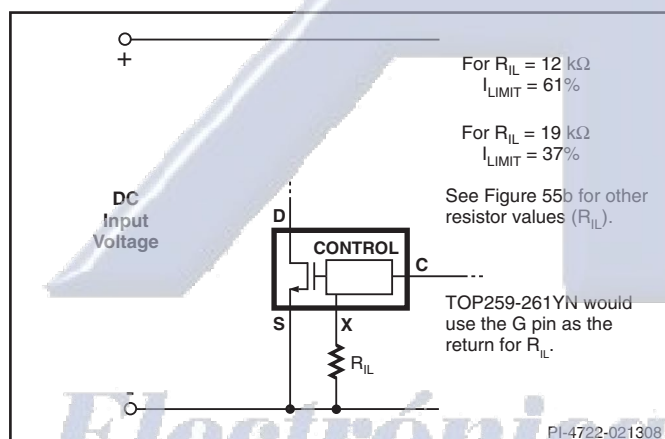 +
For R_IL = 12 kΩ
I_LIMIT = 61%
For R_IL = 19 kΩ
I_LIMIT = 37%
See Figure 55b for other
resistor values (R_IL).
DC
Input
Voltage
D
CONTROL
C
S
X
TOP259-261YN would
use the G pin as the
return for R_IL.
R_IL
-
Electrónica
PI-4722-021308